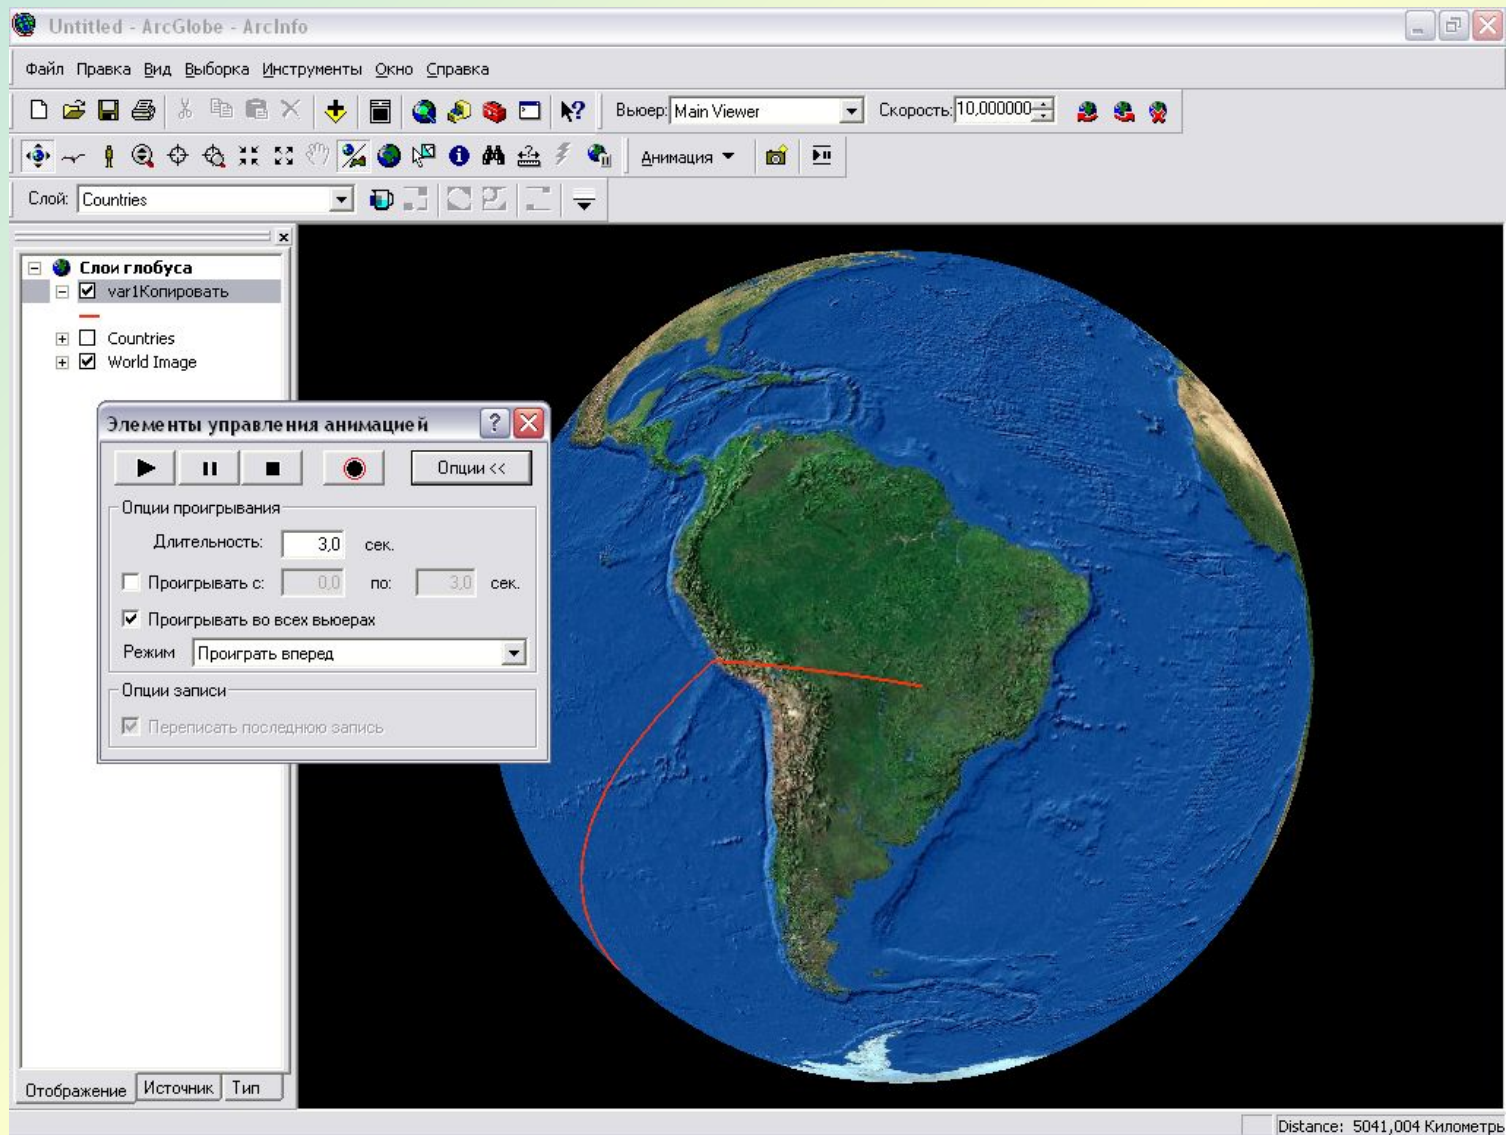 Untitled - ArcGlobe - ArcInfo
Файл Правка Вид Выборка Инструменты Окно Справка
Вьюер: Main Viewer Скорость: 10,000000
Анимация
Слой: Countries
Слои глобуса
var1Копировать
Countries
World Image
Элементы управления анимацией
Опции <<
Опции проигрывания
Длительность: 3,0 сек.
Проигрывать с: 0,0 по: 3,0 сек.
Проигрывать во всех вьюерах
Режим Проиграть вперед
Опции записи
Переписать последнюю запись
Отображение Источник Тип
Distance: 5041,004 Километры